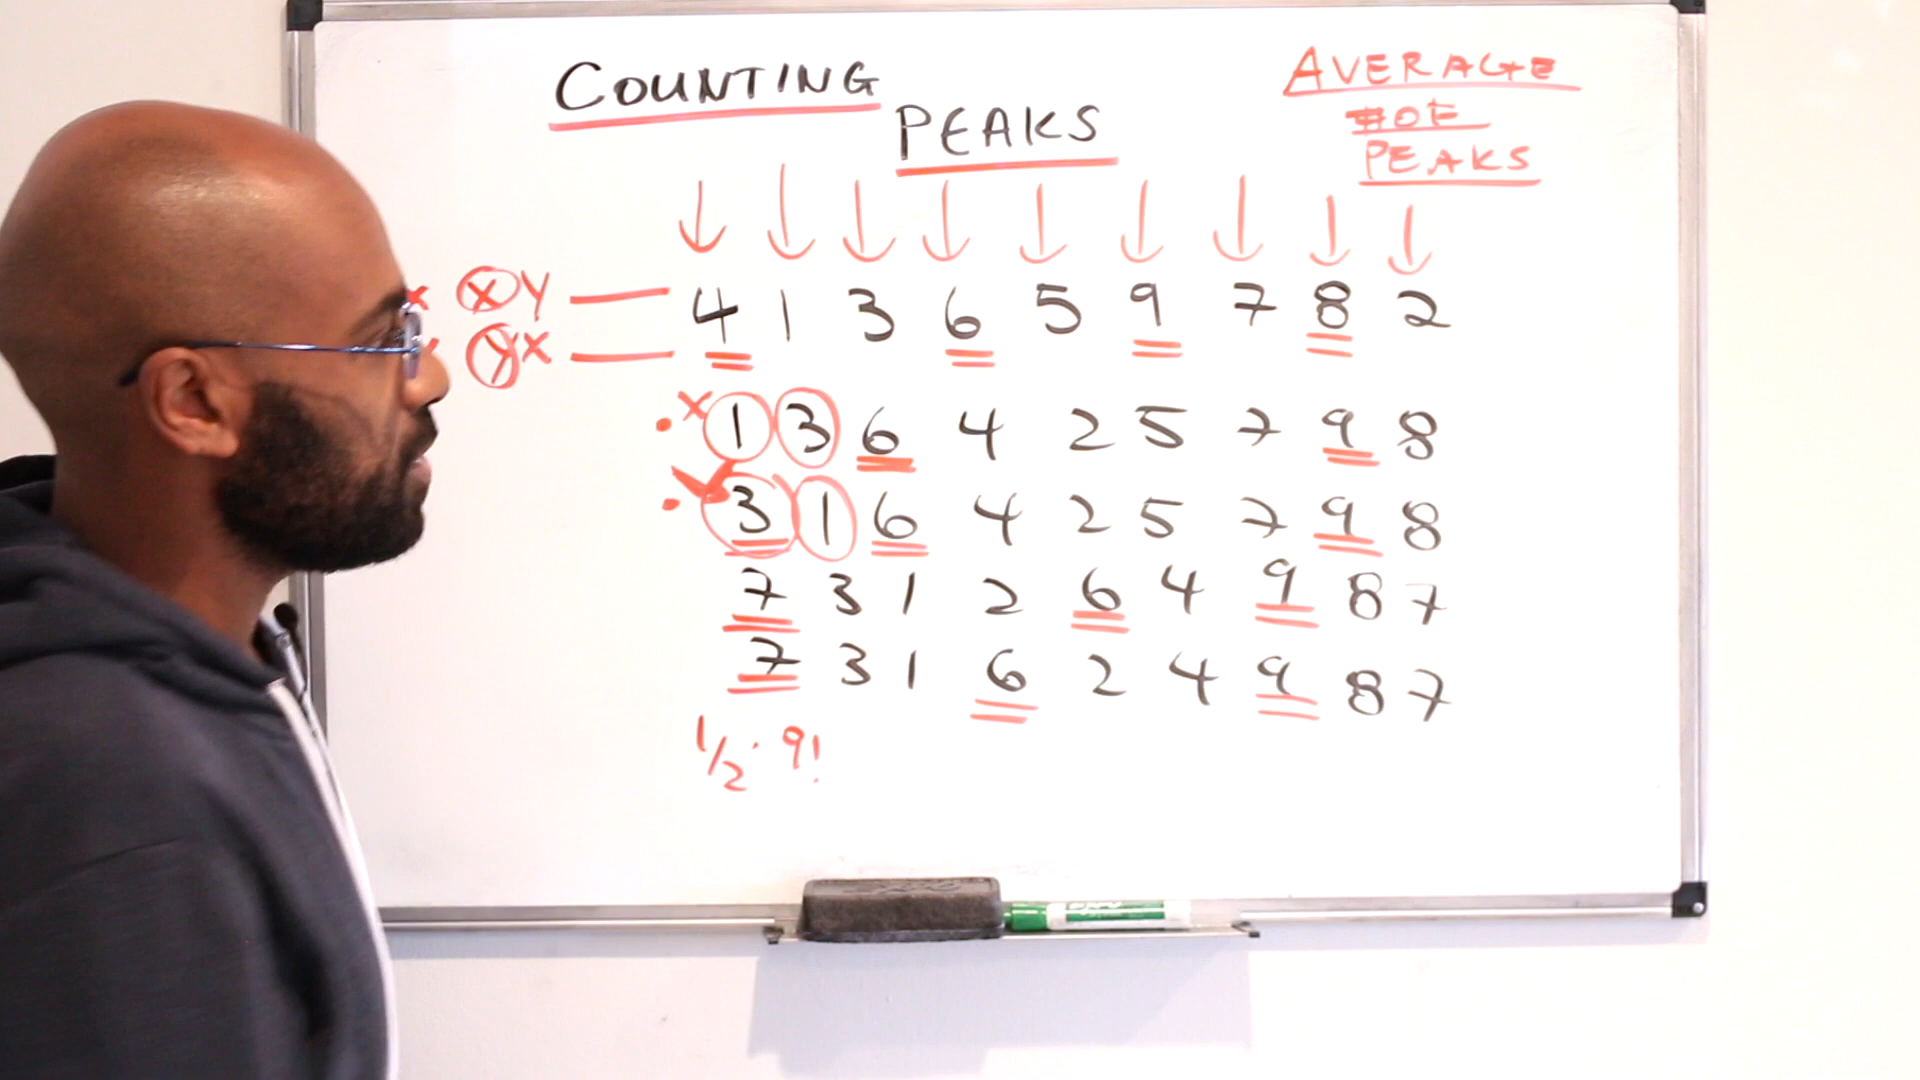 COUNTING
PEAKS
AVERAGE
# OF
PEAKS
X Y
Y X
4 1 3 6 5 9 7 8 2
x 1 3 6 4 2 5 7 9 8
3 1 6 4 2 5 7 9 8
7 3 1 2 6 4 9 8 7
7 3 1 6 2 4 9 8 7
1/2 · 9!